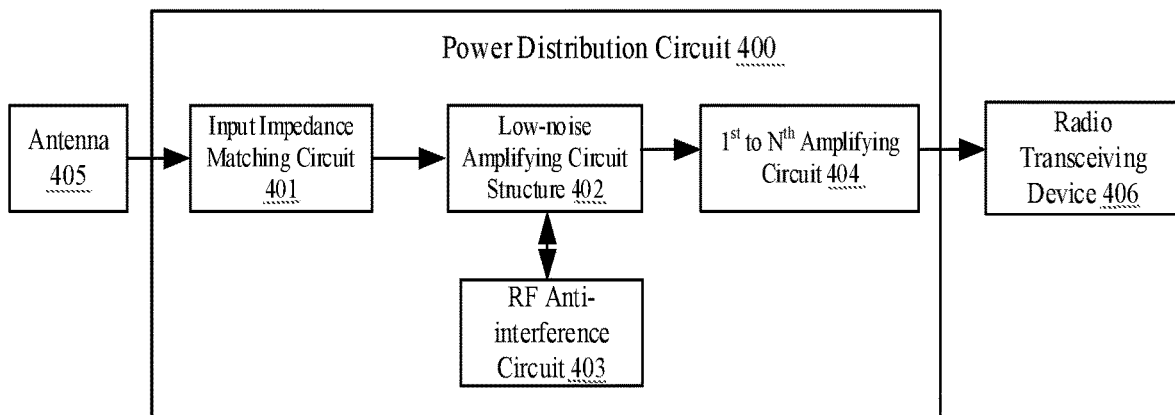 Power Distribution Circuit 400
Antenna
405
Input Impedance
Matching Circuit
401
Low-noise
Amplifying Circuit
Structure 402
1st to Nth Amplifying
Circuit 404
Radio
Transceiving
Device 406
RF Anti-
interference
Circuit 403